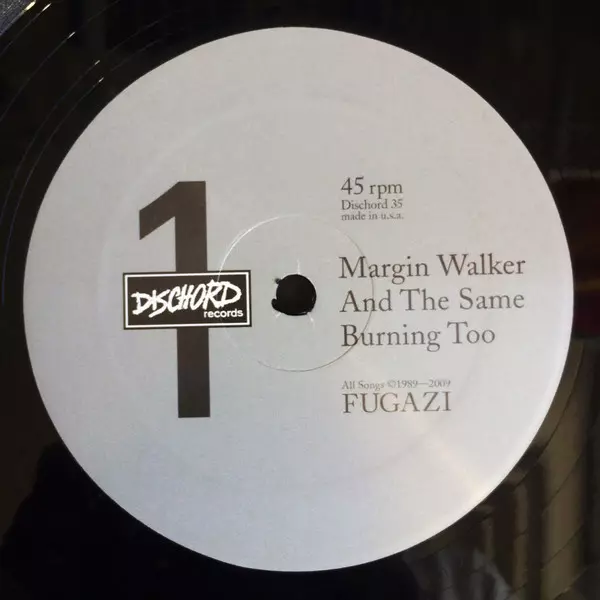 1
DISCHORD
records
45 rpm
Dischord 35
made in u.s.a.
Margin Walker
And The Same
Burning Too
All Songs ©1989—2009
FUGAZI